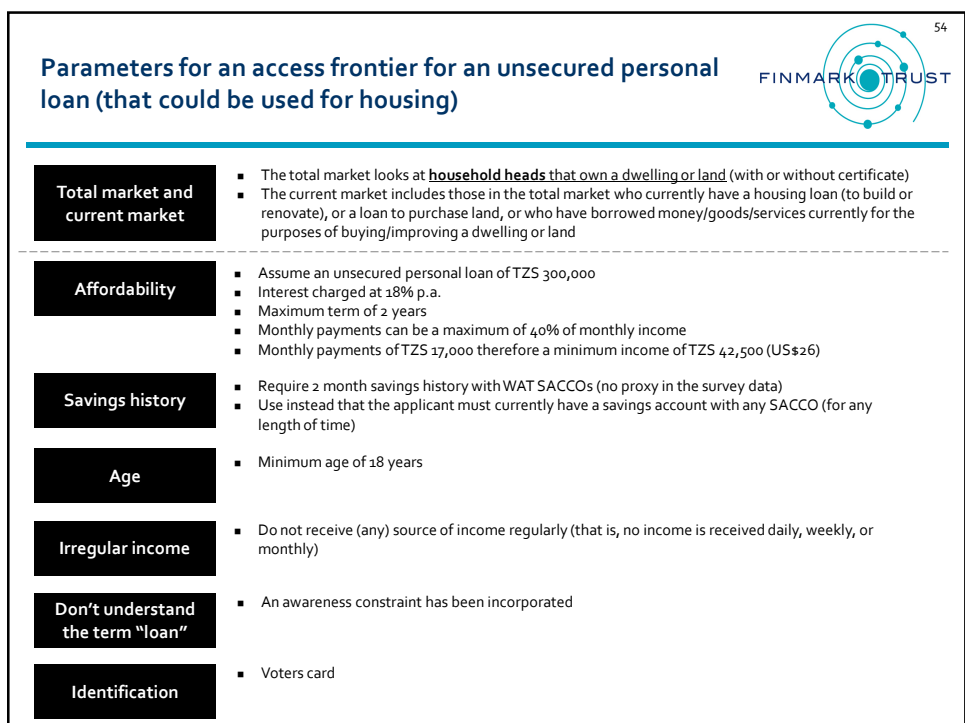 54
Parameters for an access frontier for an unsecured personal
loan (that could be used for housing)
FINMARK TRUST
Total market and
current market
▪ The total market looks at household heads that own a dwelling or land (with or without certificate)
▪ The current market includes those in the total market who currently have a housing loan (to build or
renovate), or a loan to purchase land, or who have borrowed money/goods/services currently for the
purposes of buying/improving a dwelling or land
Affordability
▪ Assume an unsecured personal loan of TZS 300,000
▪ Interest charged at 18% p.a.
▪ Maximum term of 2 years
▪ Monthly payments can be a maximum of 40% of monthly income
▪ Monthly payments of TZS 17,000 therefore a minimum income of TZS 42,500 (US$26)
Savings history
▪ Require 2 month savings history with WAT SACCOs (no proxy in the survey data)
▪ Use instead that the applicant must currently have a savings account with any SACCO (for any
length of time)
Age
▪ Minimum age of 18 years
Irregular income
▪ Do not receive (any) source of income regularly (that is, no income is received daily, weekly, or
monthly)
Don't understand
the term "loan"
▪ An awareness constraint has been incorporated
Identification
▪ Voters card